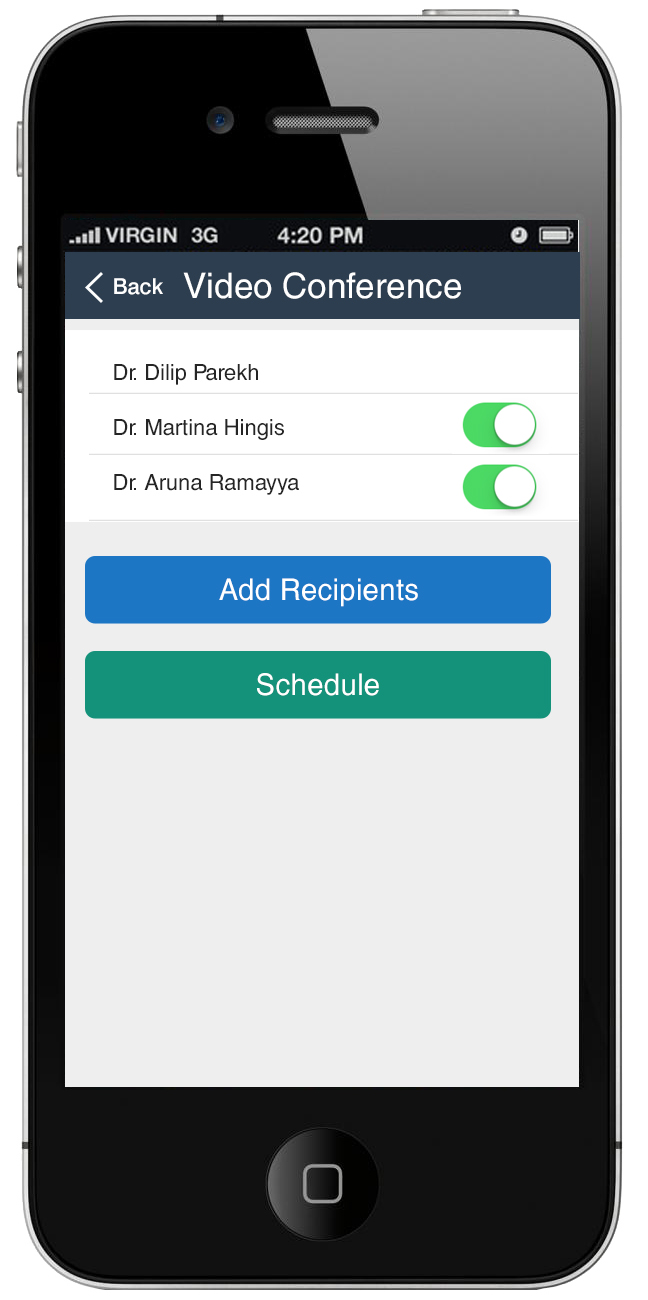 VIRGIN 3G 4:20 PM
Back Video Conference
Dr. Dilip Parekh
Dr. Martina Hingis
Dr. Aruna Ramayya
Add Recipients
Schedule